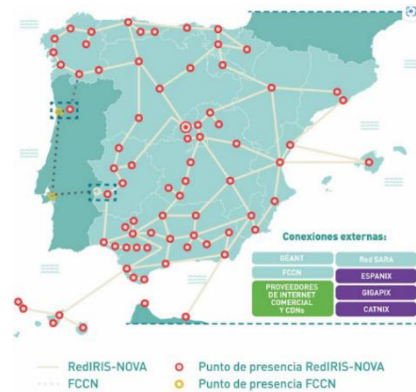 Conexiones externas:
GÉANT
Red SARA
FCCN
ESPANIX
PROVEEDORES
DE INTERNET
COMERCIAL
Y CDNs
GIGAPIX
CATNIX
RedIRIS-NOVA
Punto de presencia RedIRIS-NOVA
FCCN
Punto de presencia FCCN